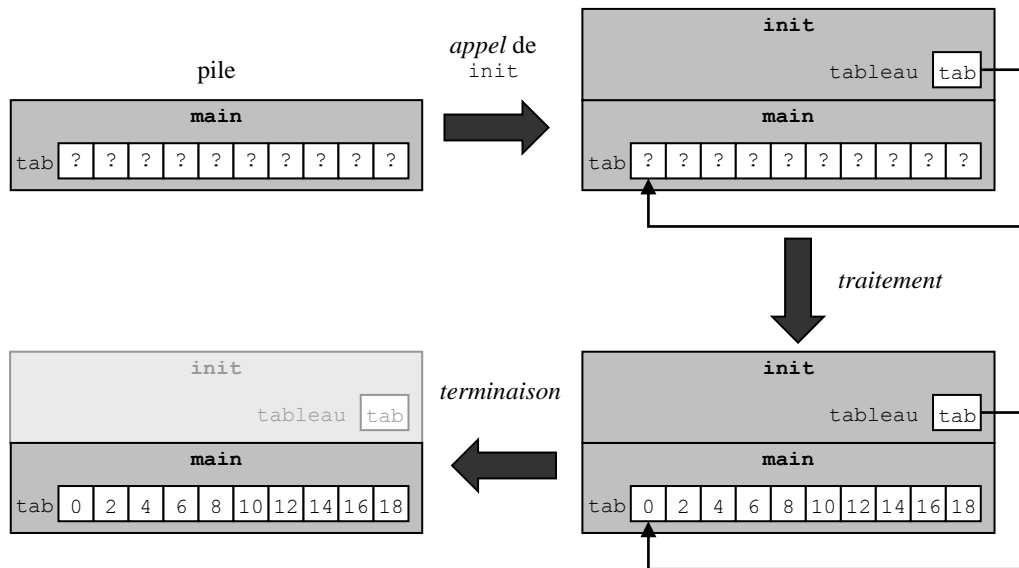 init
appel de
init
pile
tableau tab
main
main
tab ? ? ? ? ? ? ? ? ? ?
tab ? ? ? ? ? ? ? ? ? ?
traitement
init
init
terminaison
tableau tab
tableau tab
main
main
tab 0 2 4 6 8 10 12 14 16 18
tab 0 2 4 6 8 10 12 14 16 18